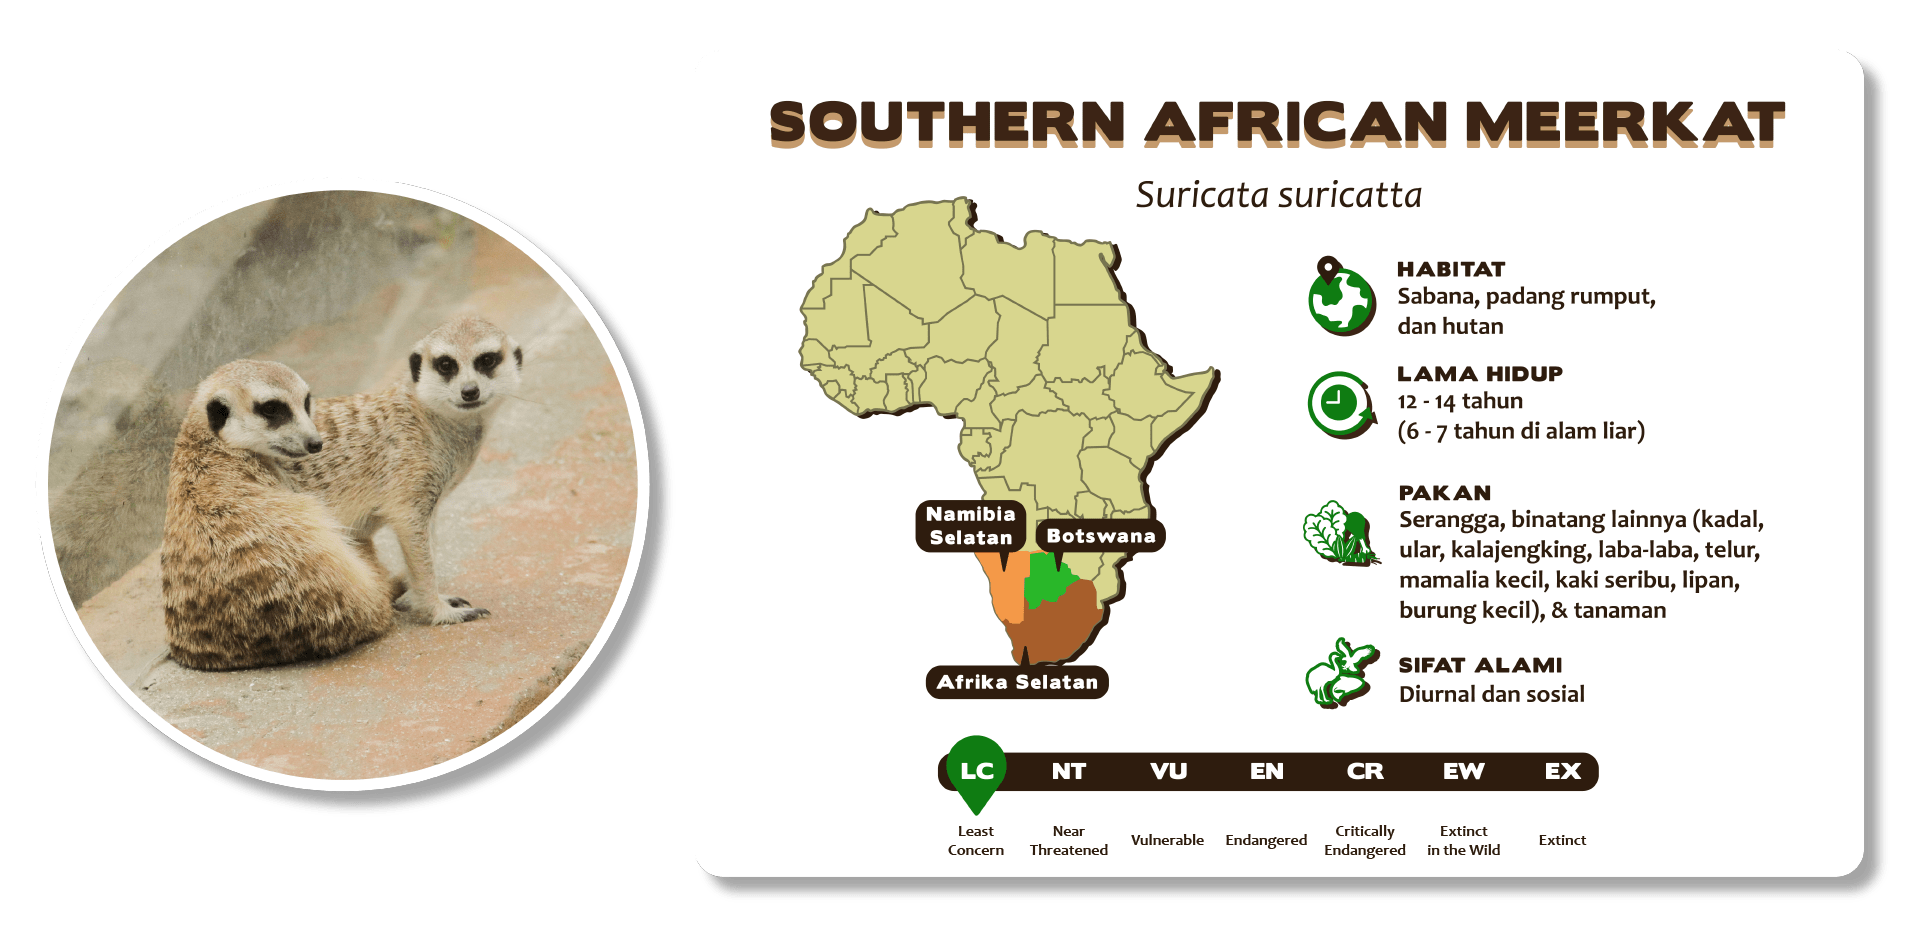 SOUTHERN AFRICAN MEERKAT
Suricata suricatta
HABITAT
Sabana, padang rumput,
dan hutan
LAMA HIDUP
12 - 14 tahun
(6 - 7 tahun di alam liar)
PAKAN
Serangga, binatang lainnya (kadal,
ular, kalajengking, laba-laba, telur,
mamalia kecil, kaki seribu, lipan,
burung kecil), & tanaman
SIFAT ALAMI
Diurnal dan sosial
Namibia
Selatan
Botswana
Afrika Selatan
LC NT VU EN CR EW EX
Least
Concern
Near
Threatened
Vulnerable
Endangered
Critically
Endangered
Extinct
in the Wild
Extinct